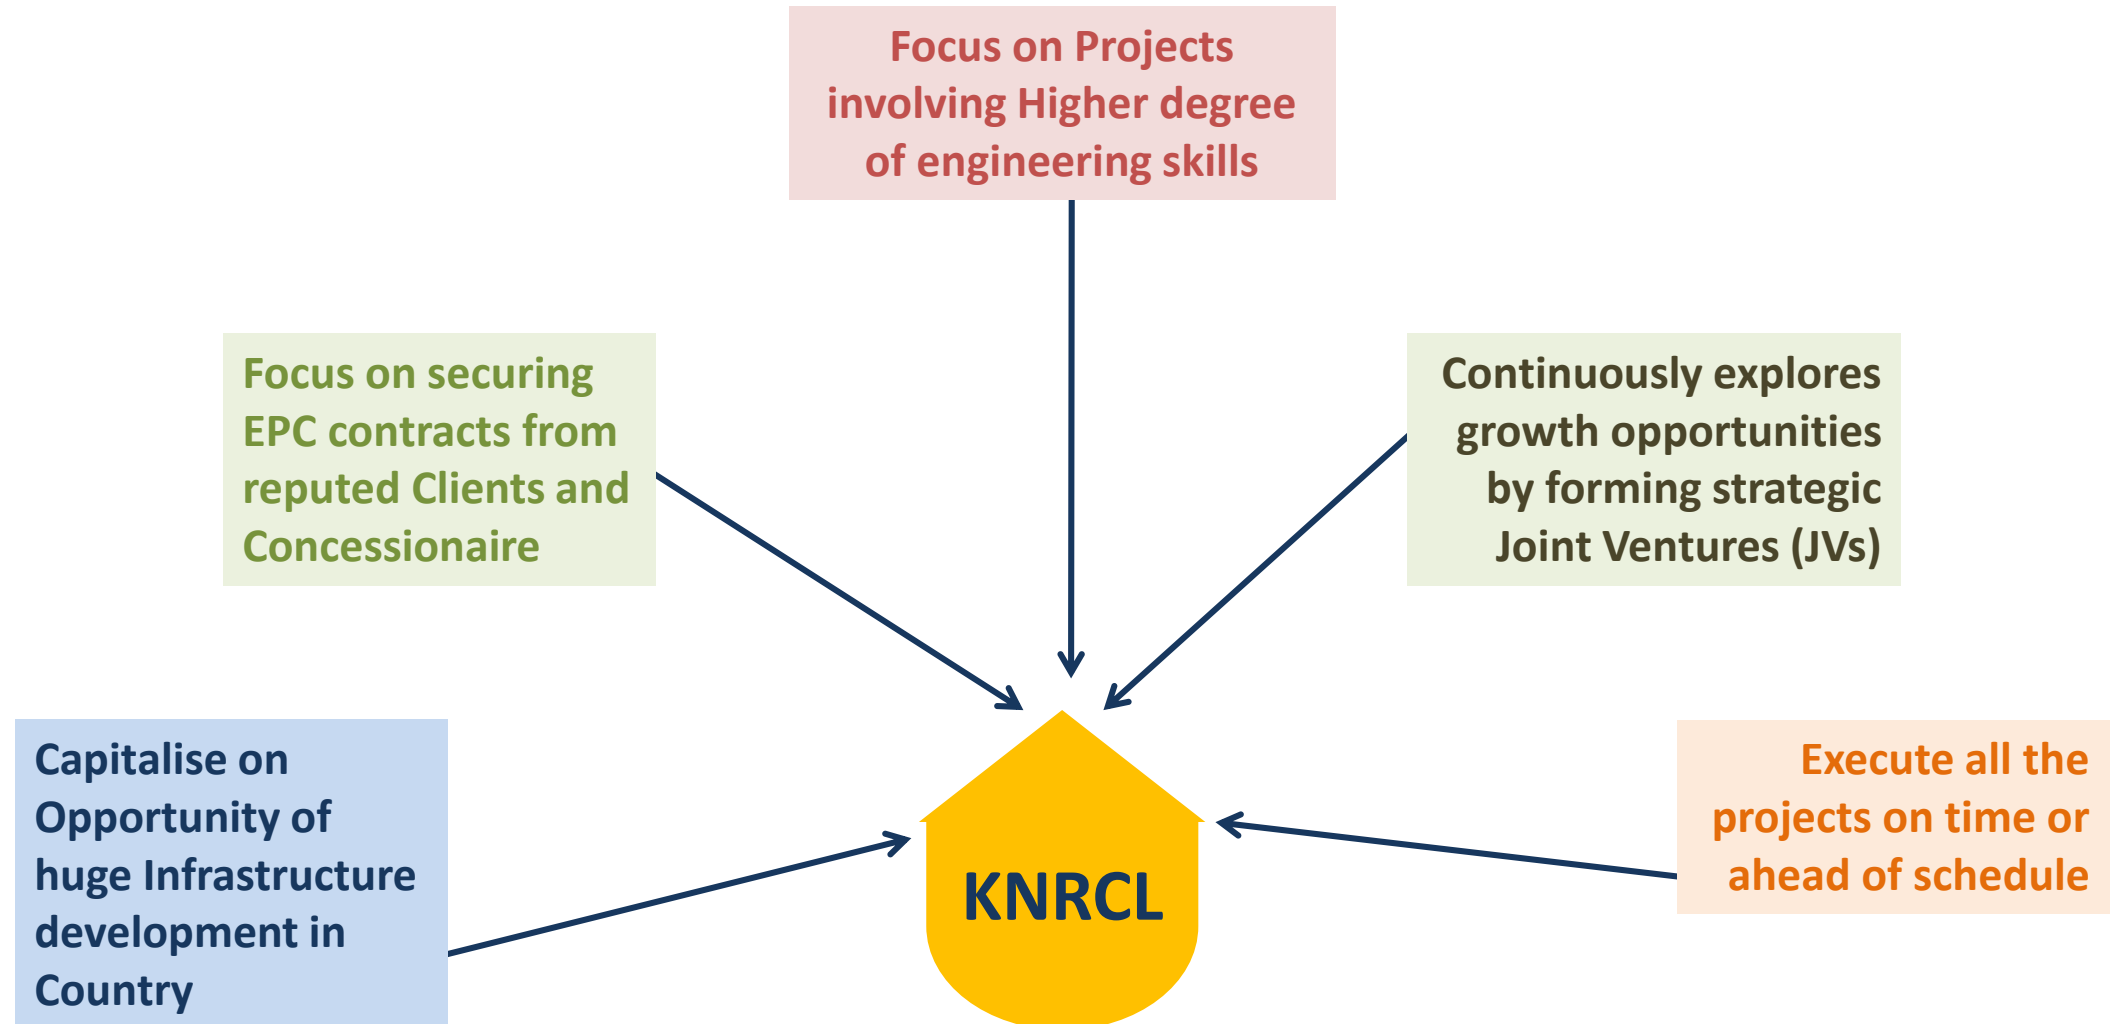 Focus on Projects
involving Higher degree
of engineering skills
Focus on securing
EPC contracts from
reputed Clients and
Concessionaire
Continuously explores
growth opportunities
by forming strategic
Joint Ventures (JVs)
Capitalise on
Opportunity of
huge Infrastructure
development in
Country
KNRCL
Execute all the
projects on time or
ahead of schedule